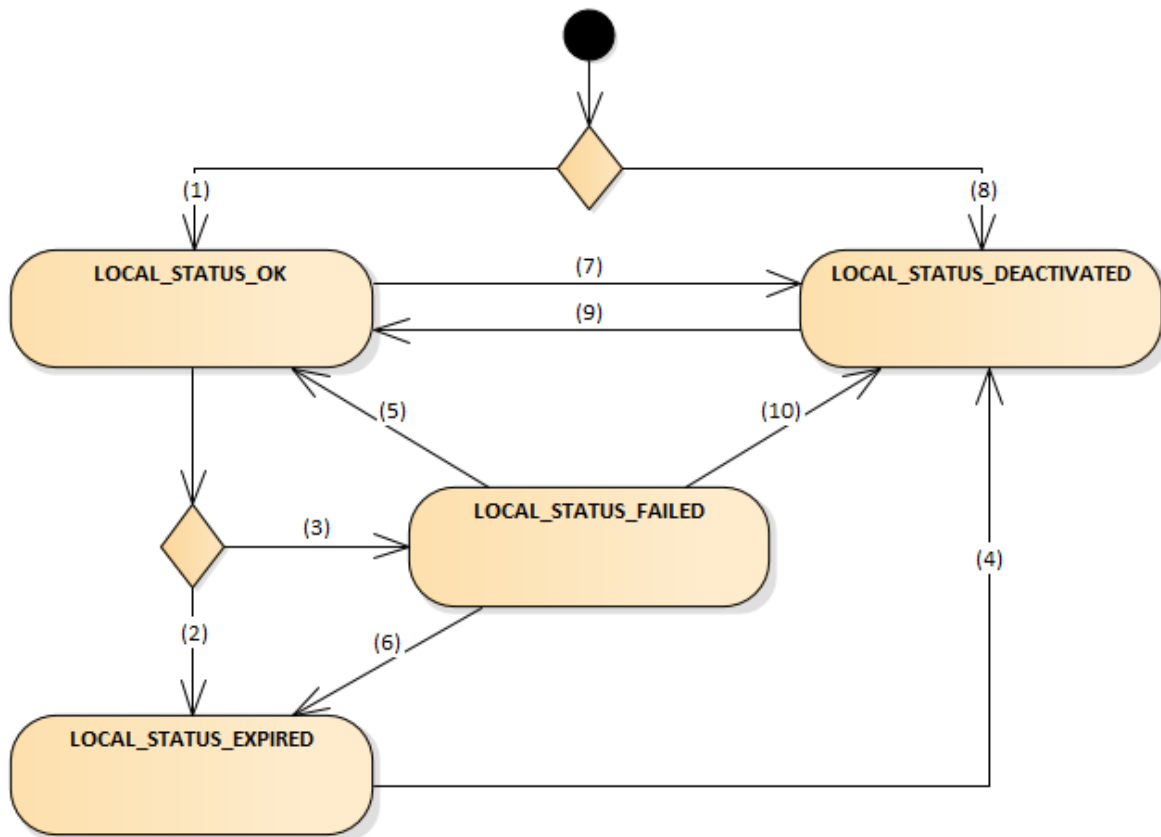 (1)
(8)
LOCAL_STATUS_OK
LOCAL_STATUS_DEACTIVATED
(7)
(9)
(5)
(10)
LOCAL_STATUS_FAILED
(3)
(4)
(2)
(6)
LOCAL_STATUS_EXPIRED